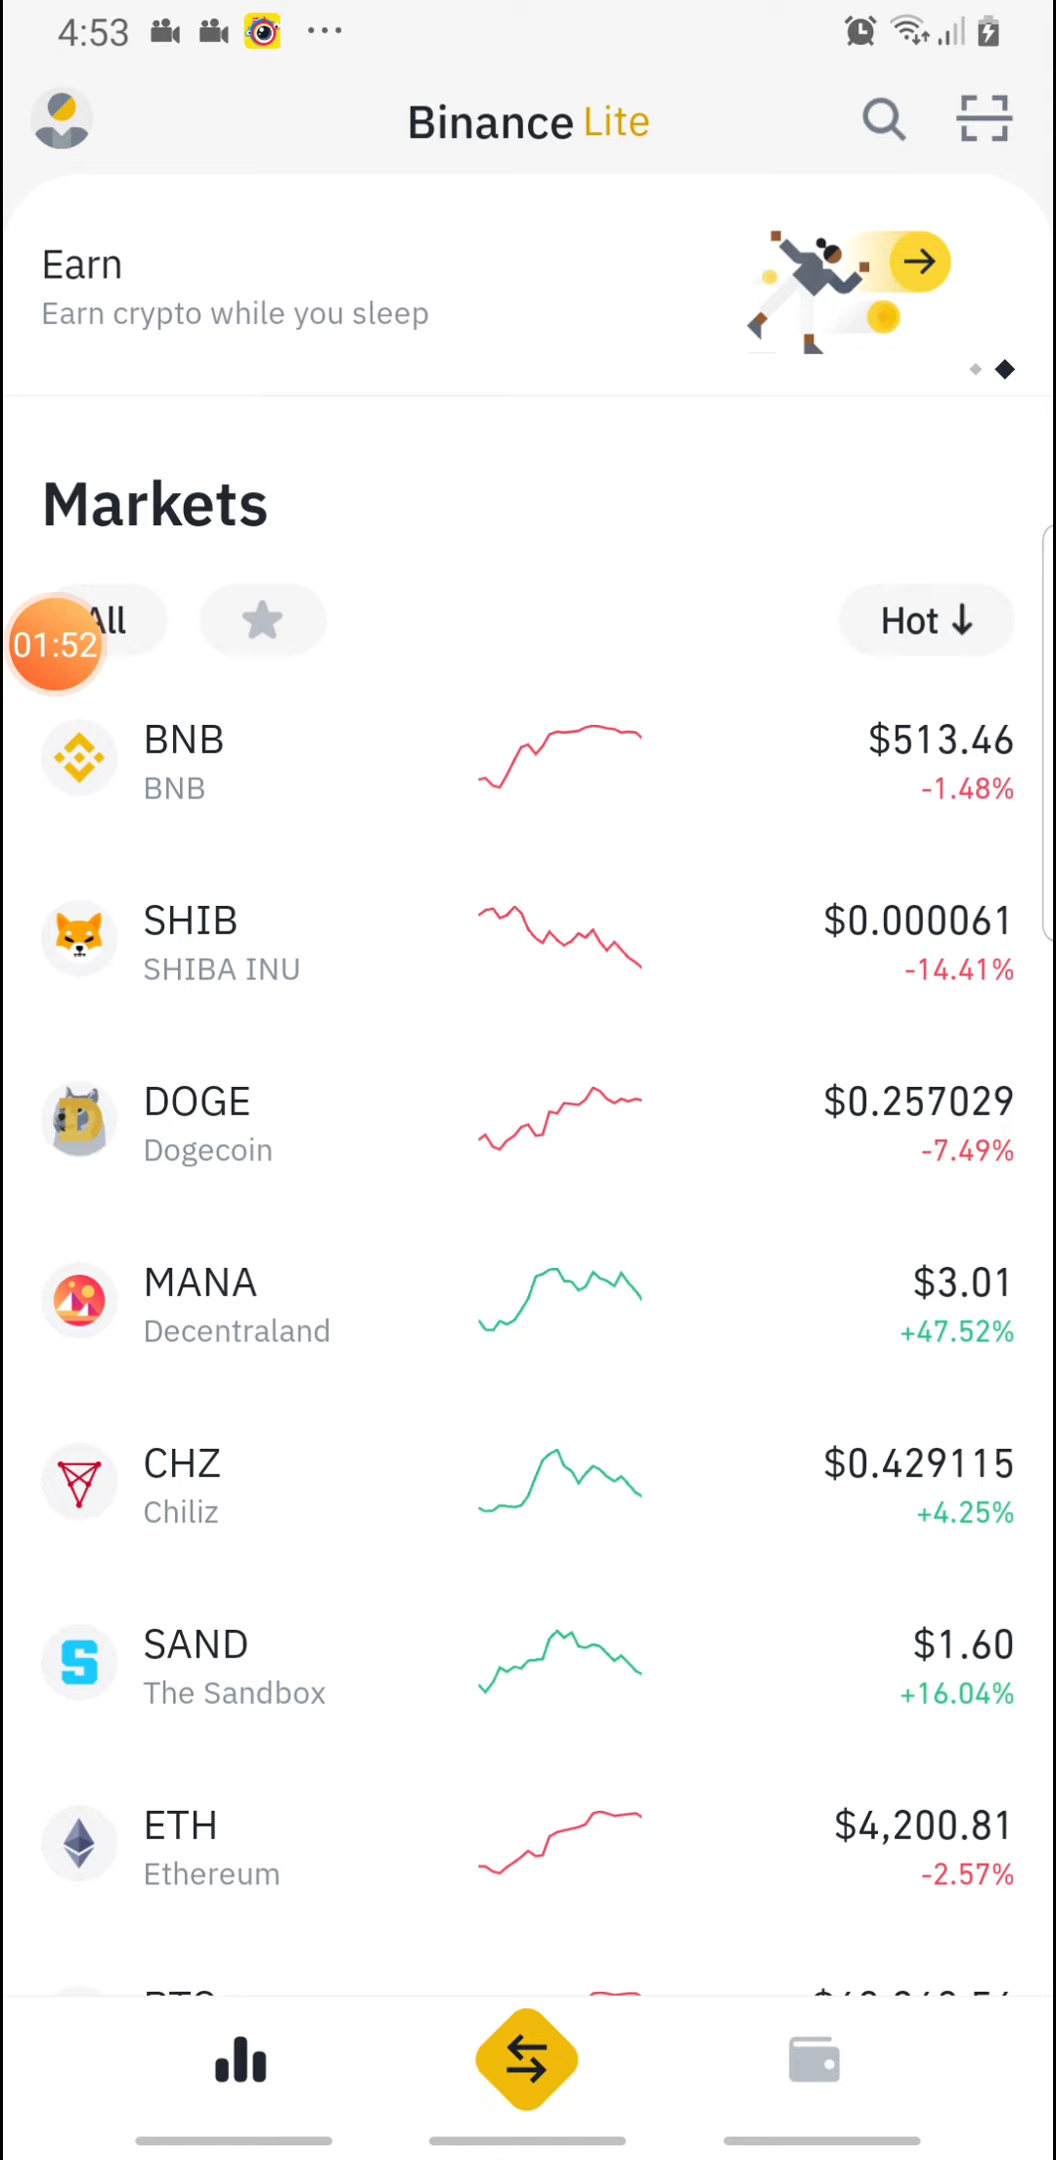 4:53
Binance Lite
Earn
Earn crypto while you sleep
Markets
All
Hot ↓
01:52
BNB
$513.46
BNB
-1.48%
SHIB
$0.000061
SHIBA INU
-14.41%
DOGE
$0.257029
Dogecoin
-7.49%
MANA
$3.01
Decentraland
+47.52%
CHZ
$0.429115
Chiliz
+4.25%
SAND
$1.60
The Sandbox
+16.04%
ETH
$4,200.81
Ethereum
-2.57%